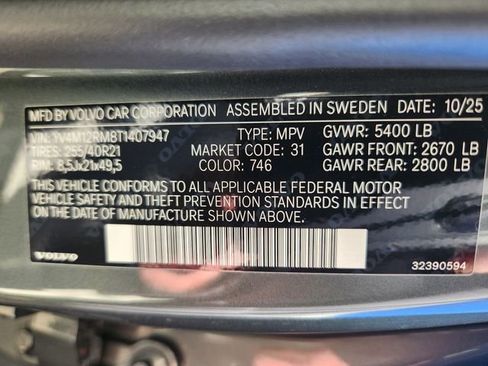 MFD BY VOLVO CAR CORPORATION ASSEMBLED IN SWEDEN 10/25
VIN: YV4M12RM8T1407947 TYPE: MPV GVWR: 5400 LB
TIRES: 255/40R21 MARKET CODE: 31 GAWR FRONT: 2670 LB
RIM: 8,5Jx21x49,5 COLOR: 746 GAWR REAR: 2800 LB
THIS VEHICLE CONFORMS TO ALL APPLICABLE FEDERAL MOTOR
VEHICLE SAFETY AND THEFT PREVENTION STANDARDS IN EFFECT
ON THE DATE OF MANUFACTURE SHOWN ABOVE.
VOLVO 32390594